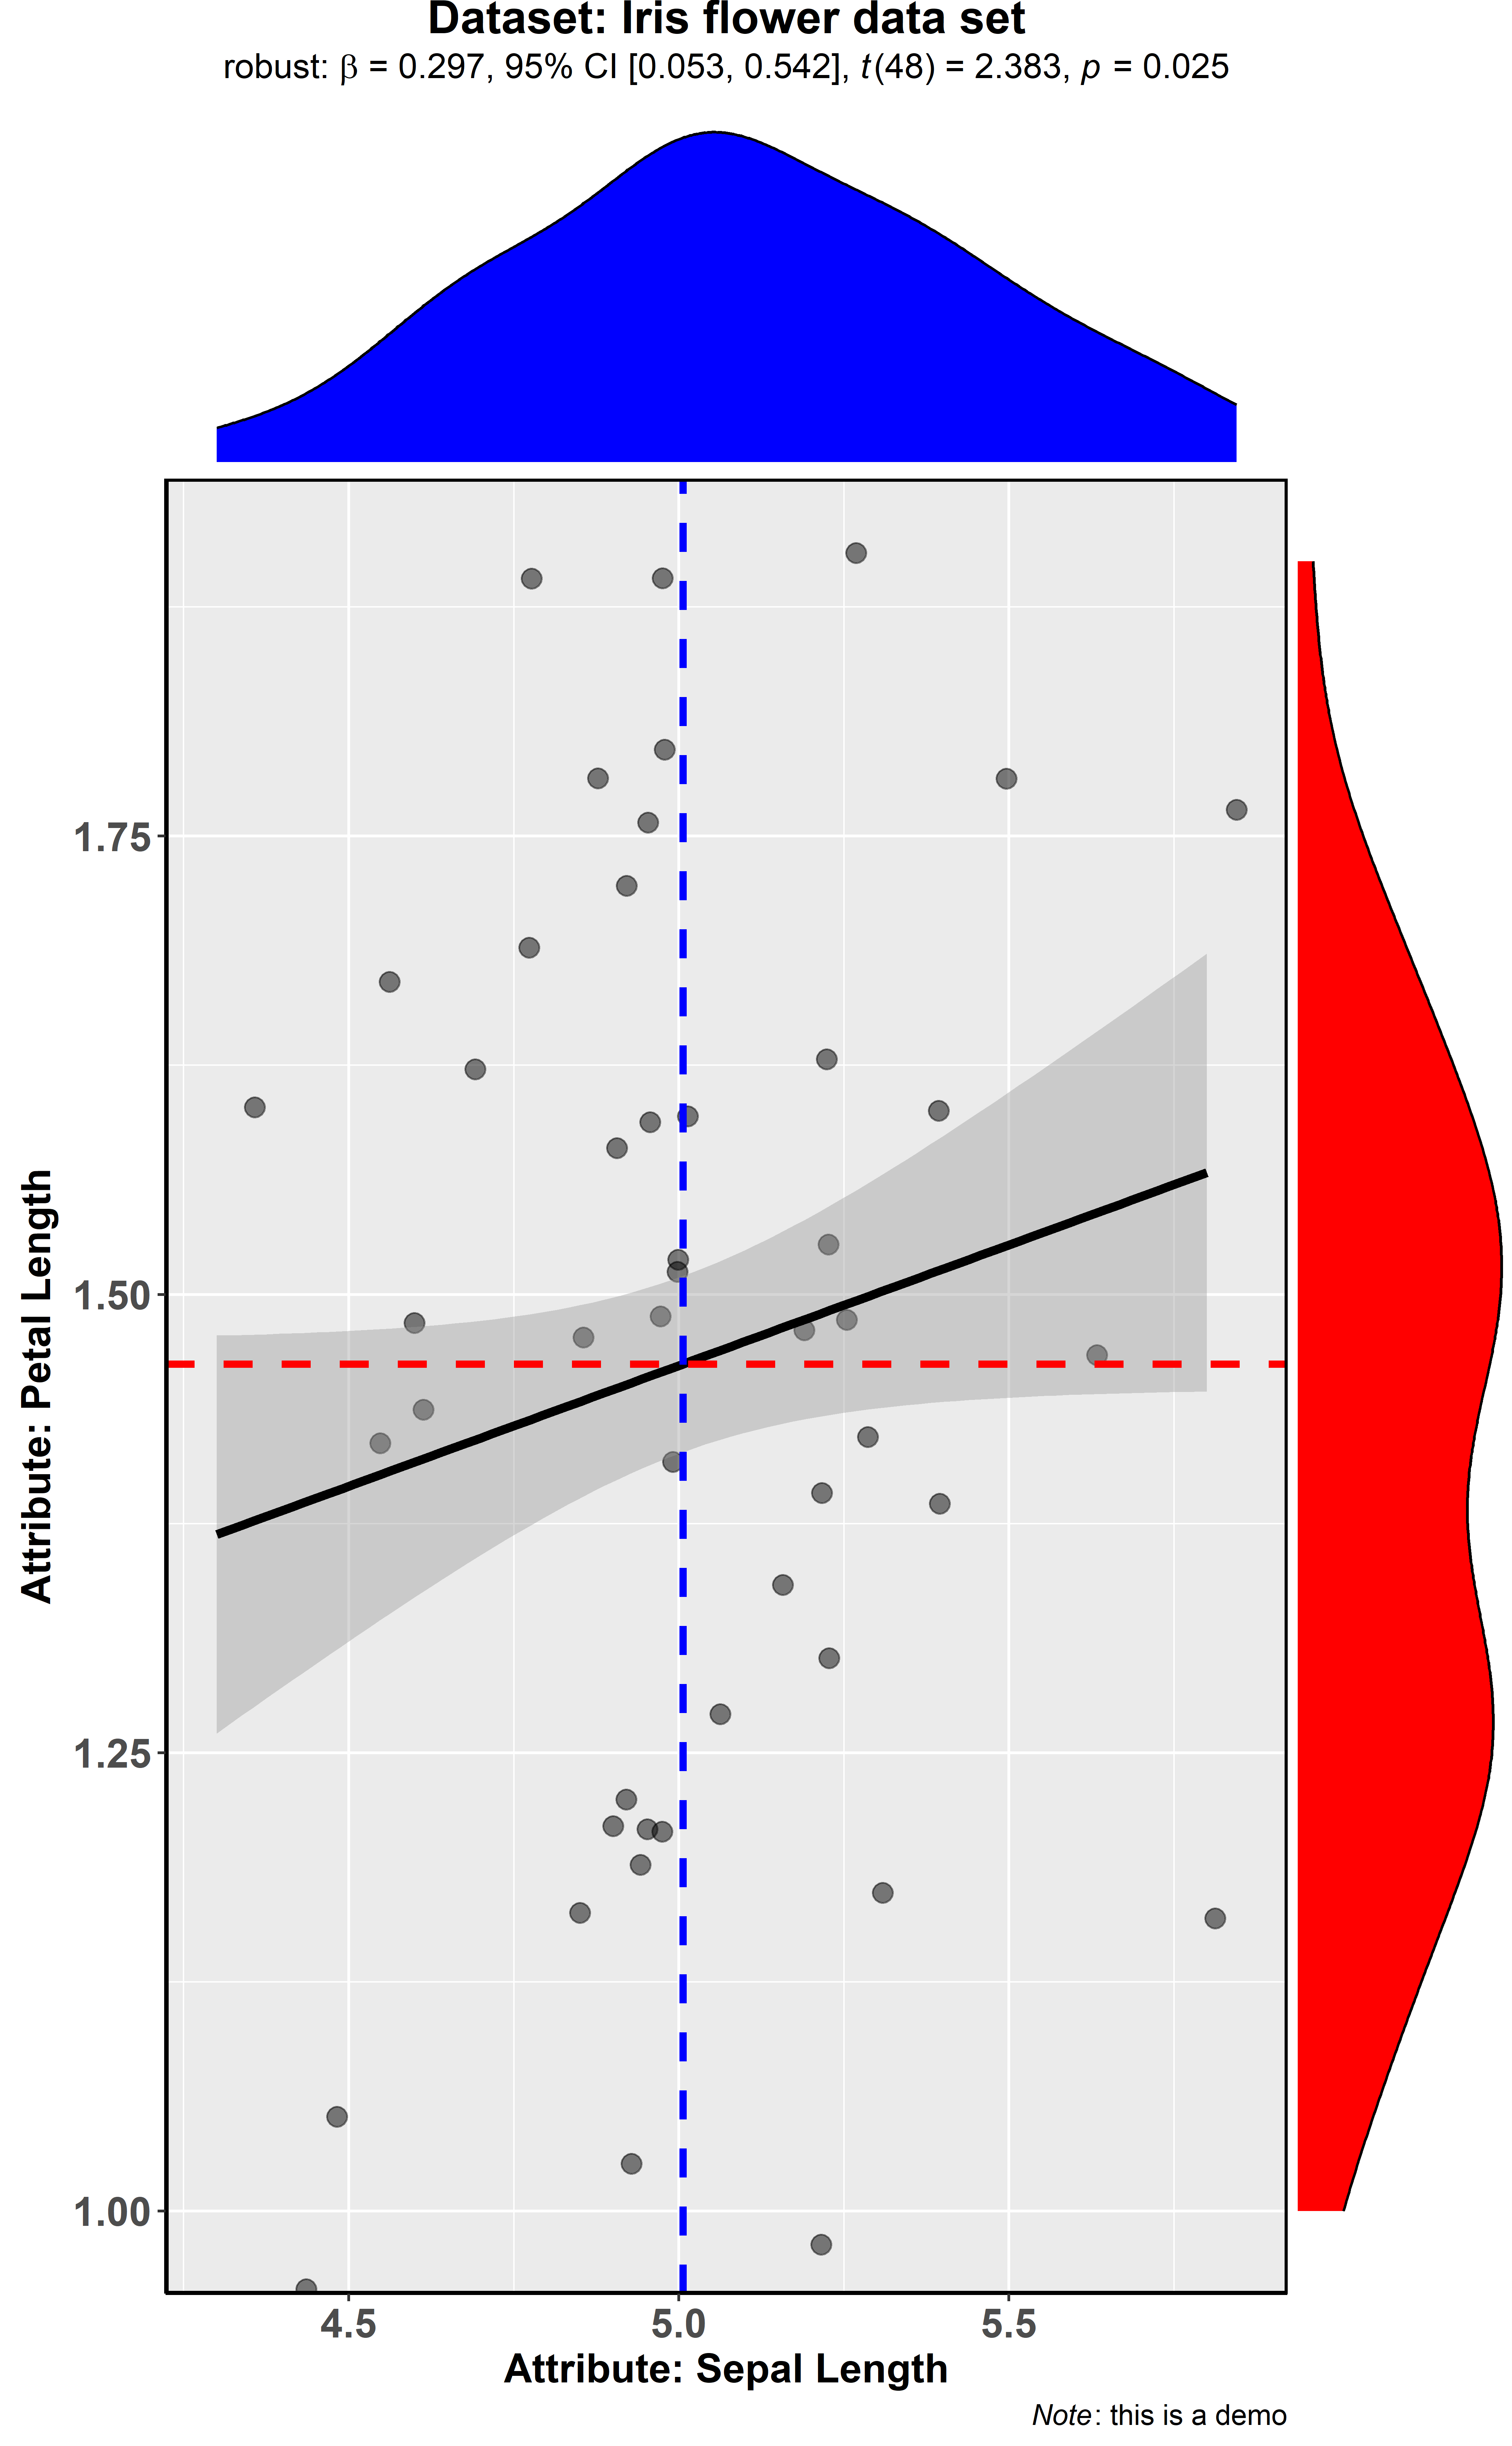 Dataset: Iris flower data set
robust: β = 0.297, 95% CI [0.053, 0.542], t(48) = 2.383, p = 0.025
1.75
1.50
1.25
1.00
Attribute: Petal Length
4.5 5.0 5.5
Attribute: Sepal Length
Note: this is a demo